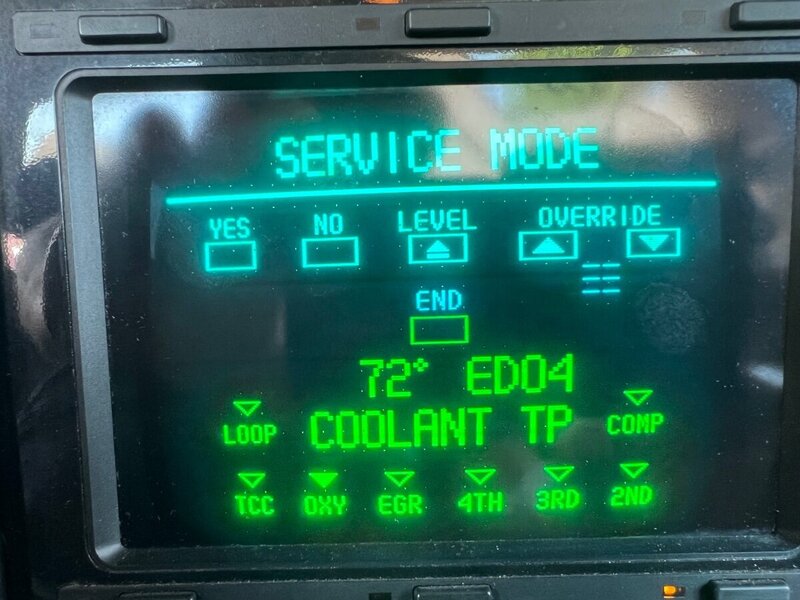 SERVICE MODE
YES NO LEVEL OVERRIDE
END
72° ED04
LOOP COOLANT TP COMP
TCC OXY EGR 4TH 3RD 2ND